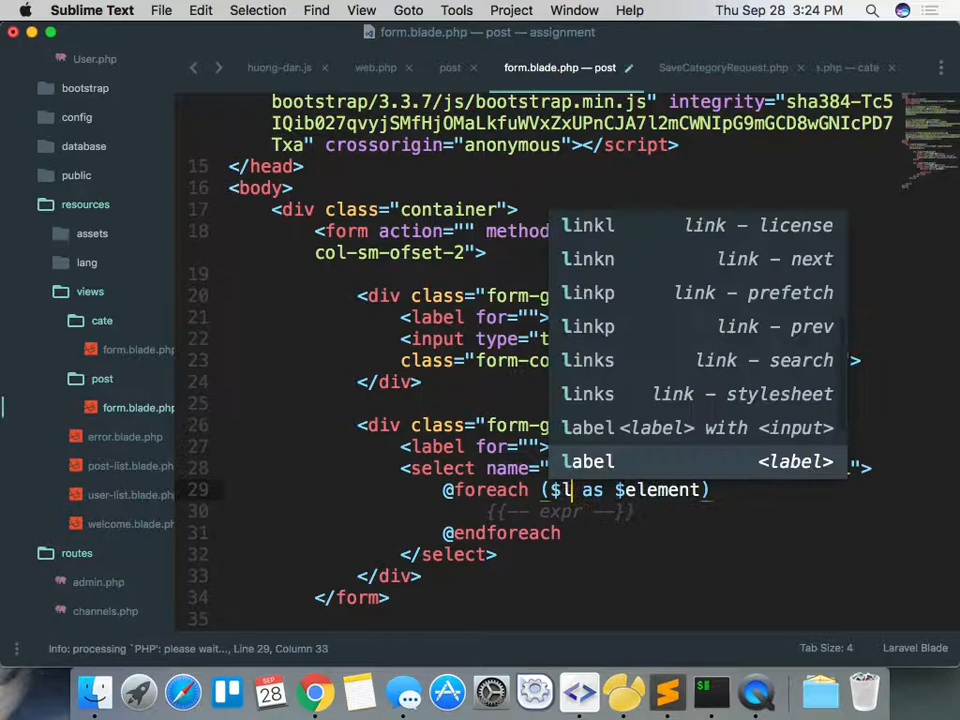 Sublime Text File Edit Selection Find View Goto Tools Project Window Help Thu Sep 28 3:24 PM
form.blade.php — post — assignment
huong-dan.js × web.php × post × form.blade.php — post SaveCategoryRequest.php × .php — cate ×
User.php
bootstrap
config
database
public
resources
assets
lang
views
cate
form.blade.php
post
form.blade.php
error.blade.php
post-list.blade.php
user-list.blade.php
welcome.blade.php
routes
admin.php
channels.php
bootstrap/3.3.7/js/bootstrap.min.js" integrity="sha384-Tc5
IQib027qvyjSMfHjOMaLkfuWVxZxUPnCJA7l2mCWNIpG9mGCD8wGNIcPD7
Txa" crossorigin="anonymous"></script>
15 </head>
16 <body>
17 <div class="container">
18 <form action="" method
col-sm-ofset-2">
19
20 <div class="form-g
21 <label for="">
22 <input type="t
23 class="form-co >
24 </div>
25
26 <div class="form-g
27 <label for="">
28 <select name=" ">
29 @foreach ($l as $element)
30 {{-- expr --}}
31 @endforeach
32 </select>
33 </div>
34 </form>
35
linkl link – license
linkn link – next
linkp link – prefetch
linkp link – prev
links link – search
links link – stylesheet
label <label> with <input>
label <label>
Info: processing `PHP': please wait..., Line 29, Column 33 Tab Size: 4 Laravel Blade
SEP
28